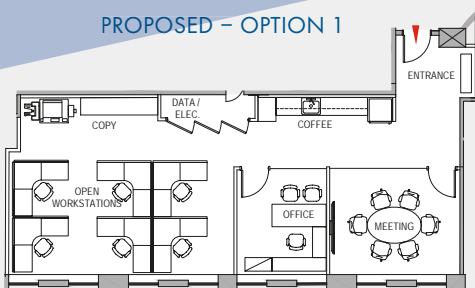 PROPOSED – OPTION 1
ENTRANCE
DATA /
ELEC.
COPY
COFFEE
OPEN
WORKSTATIONS
OFFICE
MEETING